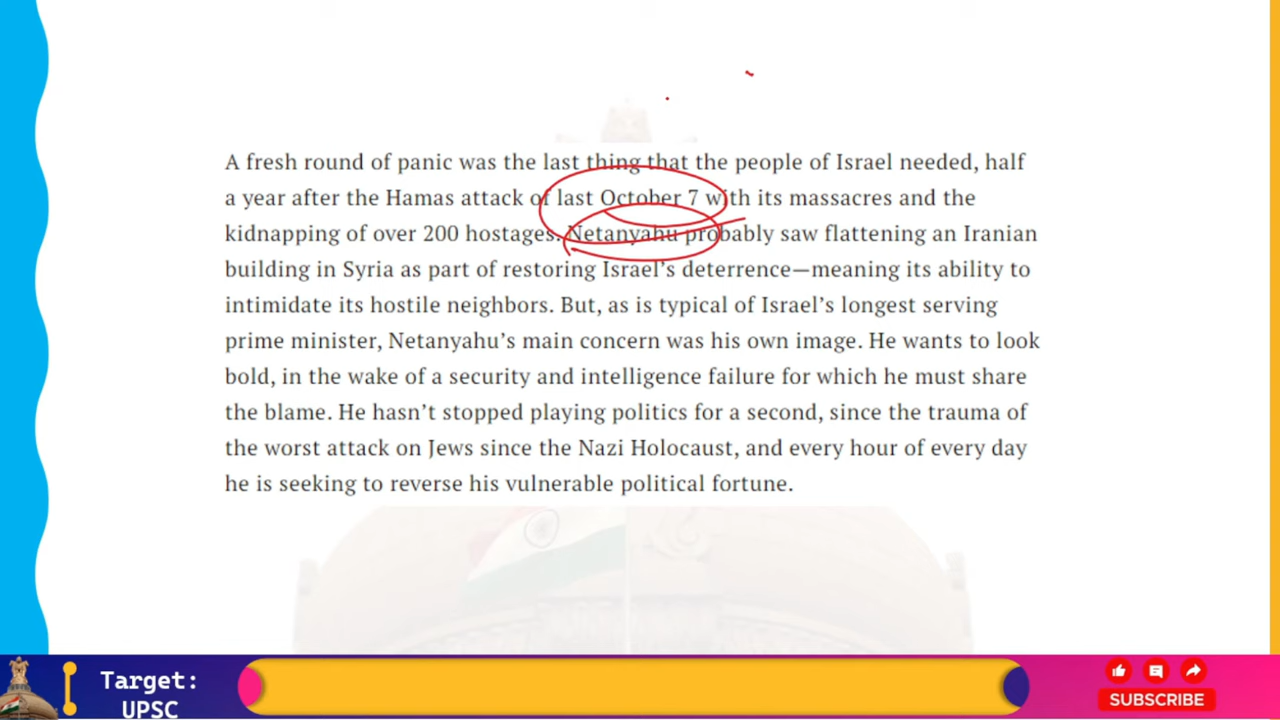 A fresh round of panic was the last thing that the people of Israel needed, half
a year after the Hamas attack of last October 7 with its massacres and the
kidnapping of over 200 hostages. Netanyahu probably saw flattening an Iranian
building in Syria as part of restoring Israel’s deterrence—meaning its ability to
intimidate its hostile neighbors. But, as is typical of Israel’s longest serving
prime minister, Netanyahu’s main concern was his own image. He wants to look
bold, in the wake of a security and intelligence failure for which he must share
the blame. He hasn’t stopped playing politics for a second, since the trauma of
the worst attack on Jews since the Nazi Holocaust, and every hour of every day
he is seeking to reverse his vulnerable political fortune.
Target:
UPSC
SUBSCRIBE